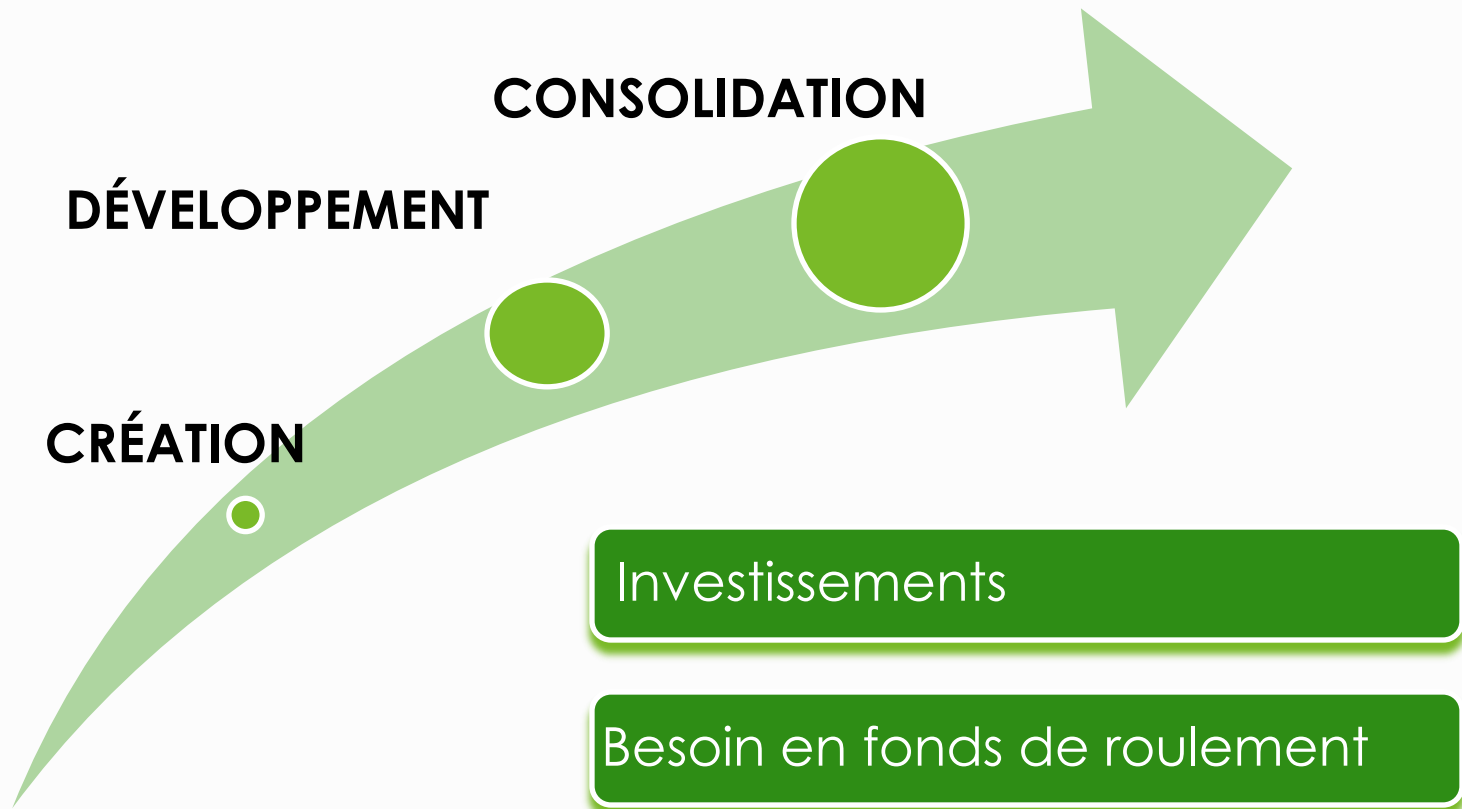 CONSOLIDATION
DÉVELOPPEMENT
CRÉATION
Investissements
Besoin en fonds de roulement